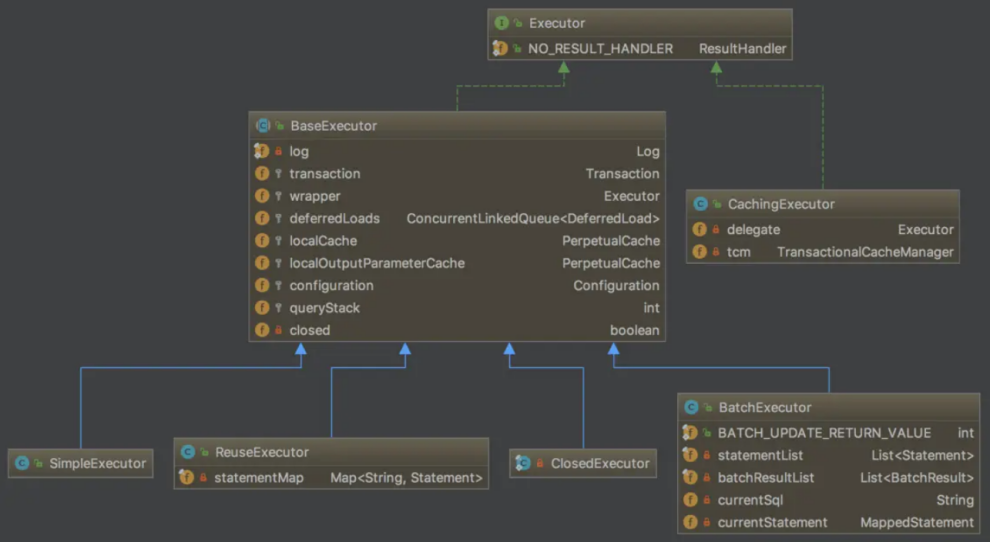 Executor
NO_RESULT_HANDLER ResultHandler
BaseExecutor
log Log
transaction Transaction
wrapper Executor
deferredLoads ConcurrentLinkedQueue<DeferredLoad>
localCache PerpetualCache
localOutputParameterCache PerpetualCache
configuration Configuration
queryStack int
closed boolean
CachingExecutor
delegate Executor
tcm TransactionalCacheManager
SimpleExecutor
ReuseExecutor
statementMap Map<String, Statement>
ClosedExecutor
BatchExecutor
BATCH_UPDATE_RETURN_VALUE int
statementList List<Statement>
batchResultList List<BatchResult>
currentSql String
currentStatement MappedStatement